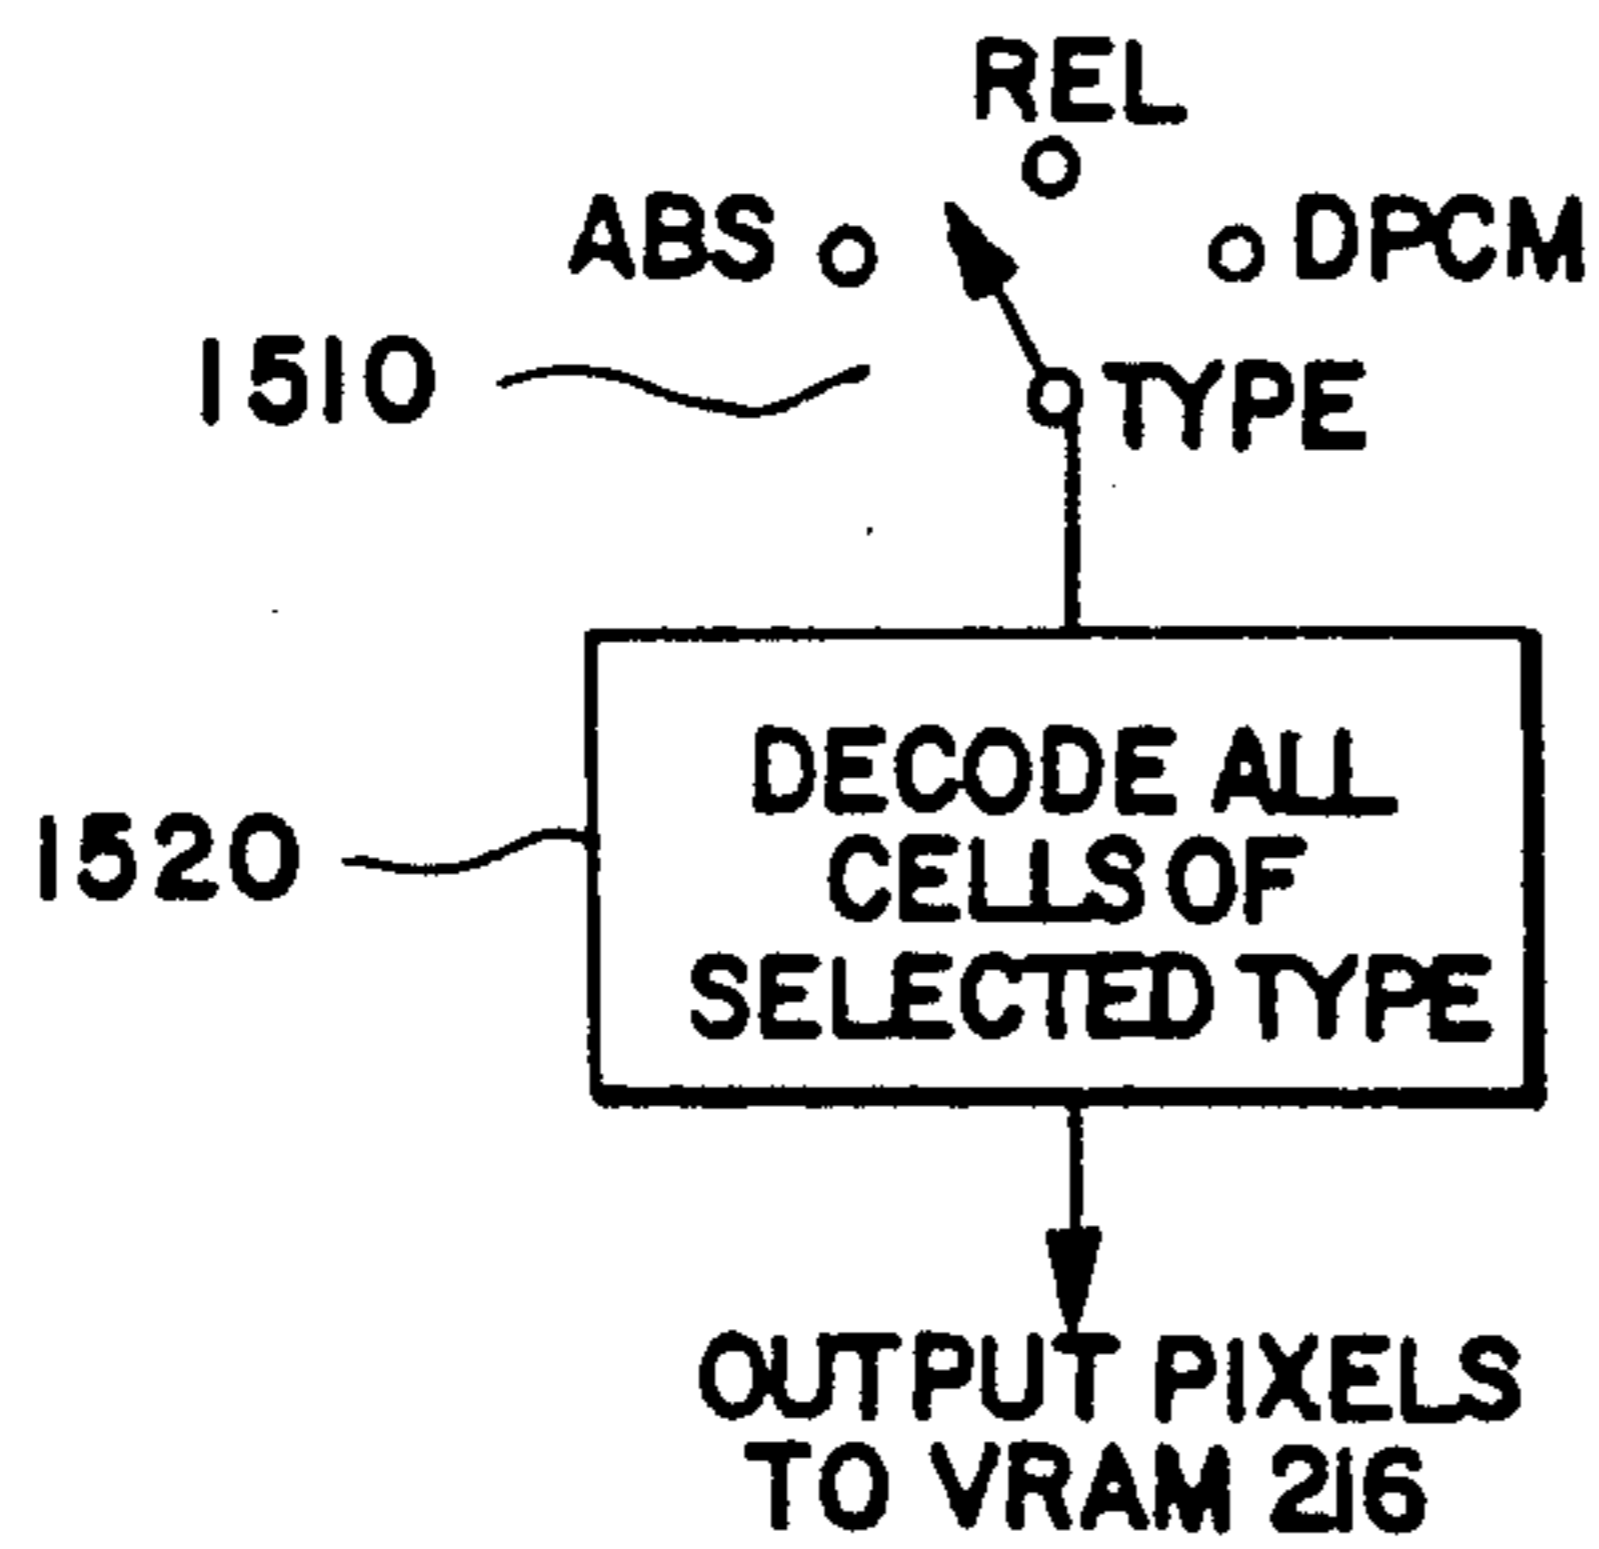 REL
ABS
DPCM
1510
TYPE
DECODE ALL
1520
CELLS OF
SELECTED TYPE
OUTPUT PIXELS
TO VRAM 216